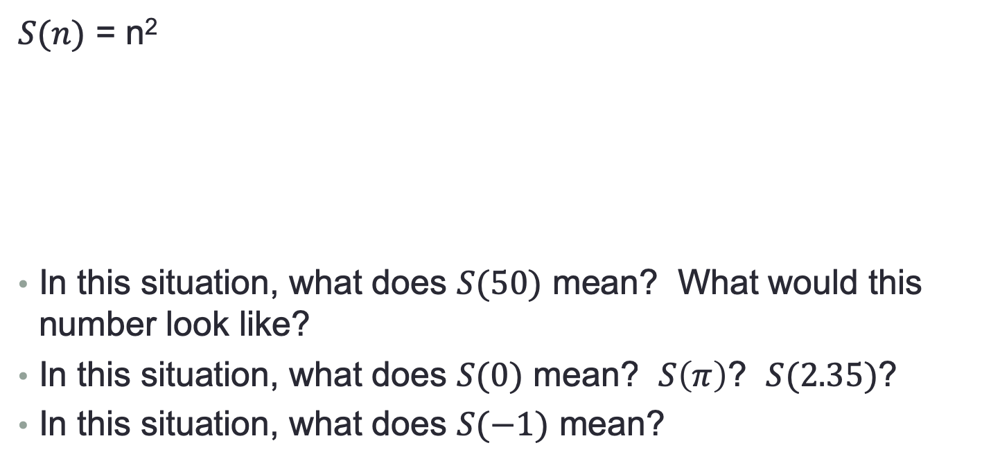 S(n) = n²
• In this situation, what does S(50) mean?  What would this
number look like?
• In this situation, what does S(0) mean?  S(π)?  S(2.35)?
• In this situation, what does S(−1) mean?